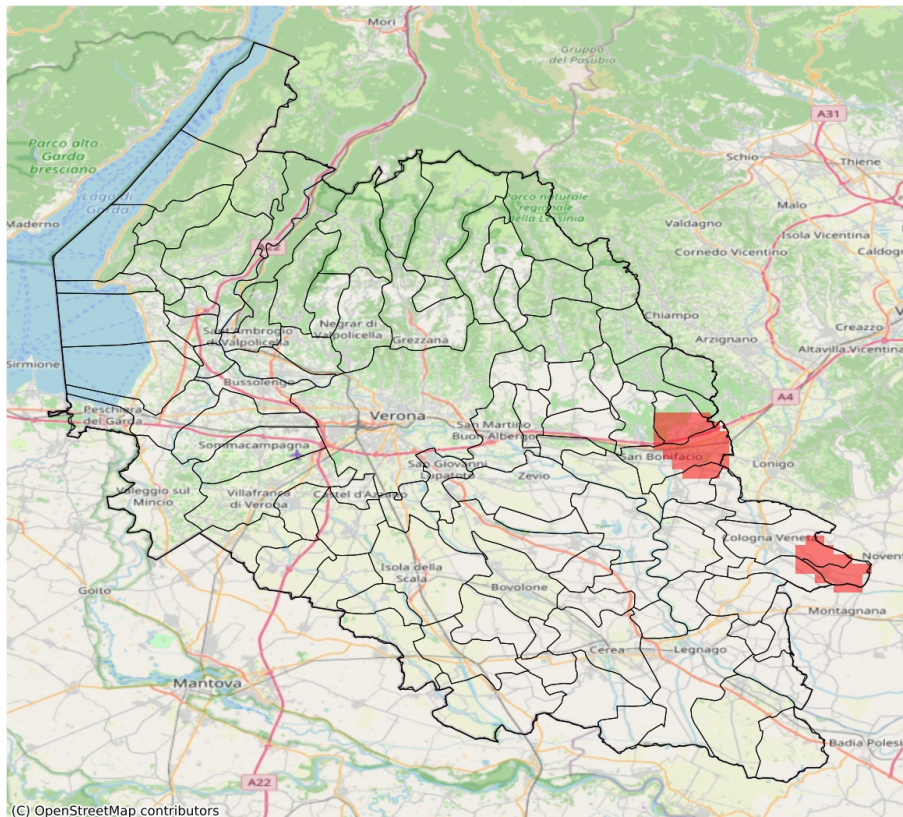 Mori
Gruppo
del Pasubio
A31
Parco alto
Garda
bresciano
Schio
Thiene
Lago di
Garda
Malo
Maderno
Parco naturale
regionale
della Lessinia
Valdagno
Isola Vicentina
A22
Cornedo Vicentino
Caldogn
Sant'Ambrogio
di Valpolicella
Negrar di
Valpolicella
Chiampo
Creazzo
Grezzana
Arzignano
Altavilla Vicentina
Sirmione
Bussolengo
A4
Peschiera
del Garda
Verona
San Martino
Buon Albergo
Sommacampagna
San Bonifacio
Lonigo
San Giovanni
Lupatoto
Zevio
Valeggio sul
Mincio
Villafranca
di Verona
Castel d'Azzano
Cologna Vene
Novent
Isola della
Scala
Goito
Bovolone
Montagnana
Cerea
Legnago
Mantova
Badia Polesi
A22
(C) OpenStreetMap contributors